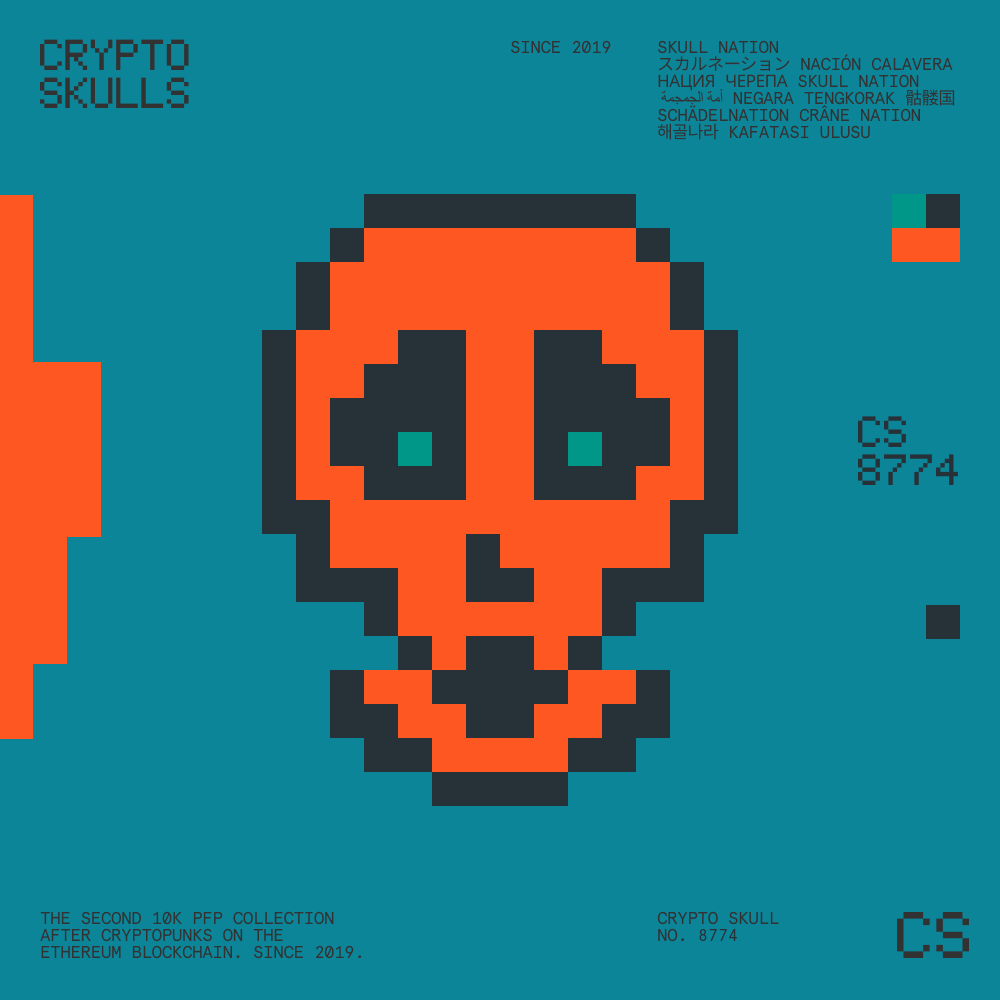 CRYPTO
SKULLS
SINCE 2019
SKULL NATION
スカルネーション NACIÓN CALAVERA
НАЦИЯ ЧЕРЕПА SKULL NATION
أمة الجمجمة NEGARA TENGKORAK 骷髅国
SCHÄDELNATION CRÂNE NATION
해골나라 KAFATASI ULUSU
CS
8774
THE SECOND 10K PFP COLLECTION
AFTER CRYPTOPUNKS ON THE
ETHEREUM BLOCKCHAIN. SINCE 2019.
CRYPTO SKULL
NO. 8774
CS